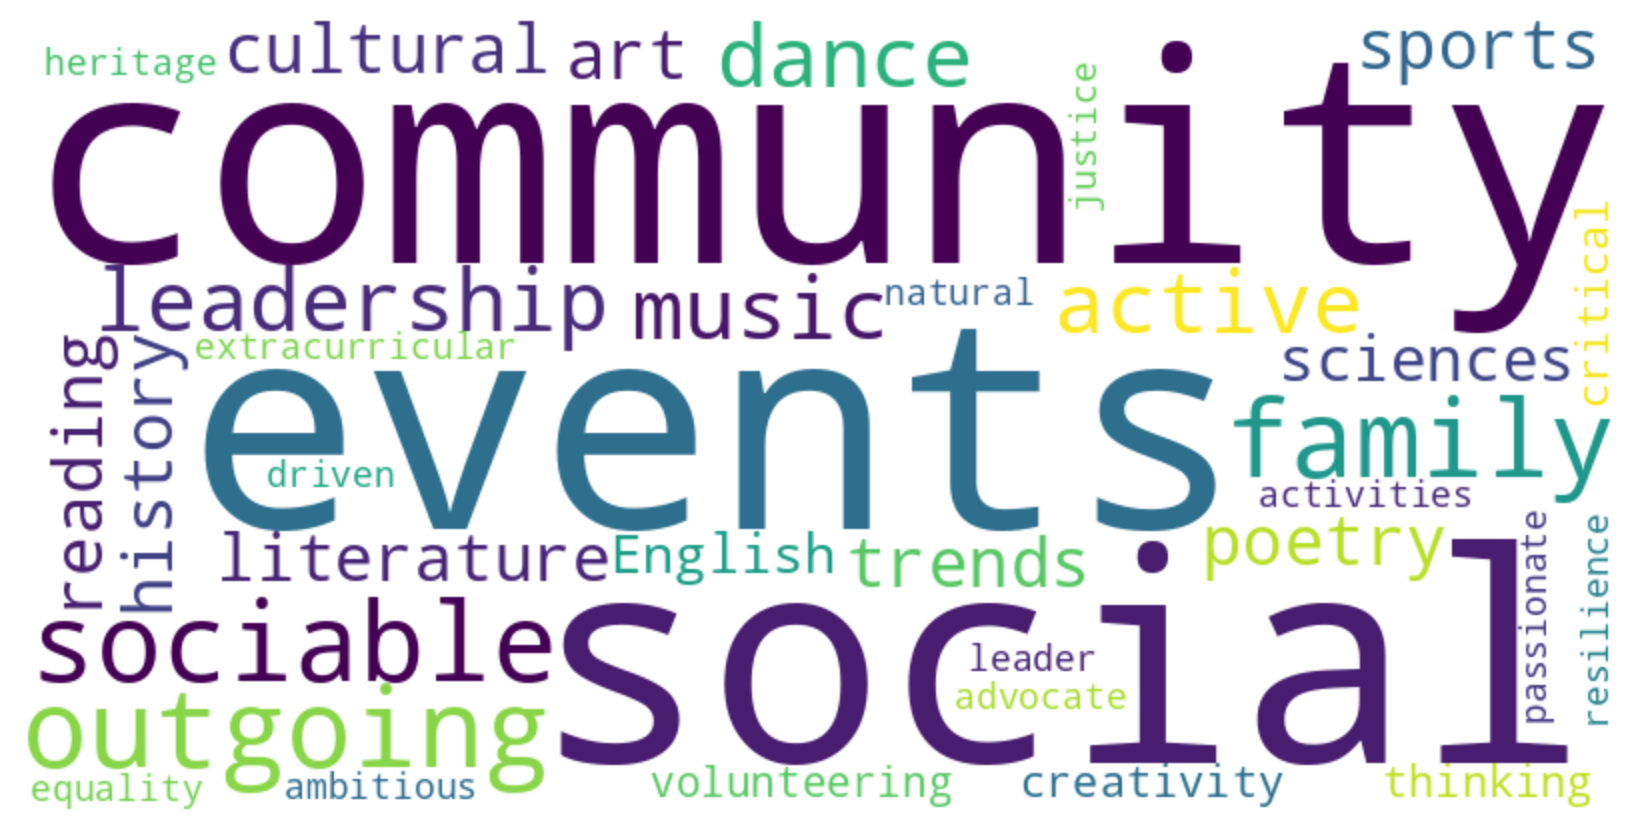 heritage
cultural
art
dance
sports
community
justice
critical
leadership
music
natural
active
extracurricular
sciences
reading
history
events
family
driven
activities
literature
English
trends
poetry
passionate
resilience
sociable
social
leader
advocate
outgoing
equality
ambitious
volunteering
creativity
thinking